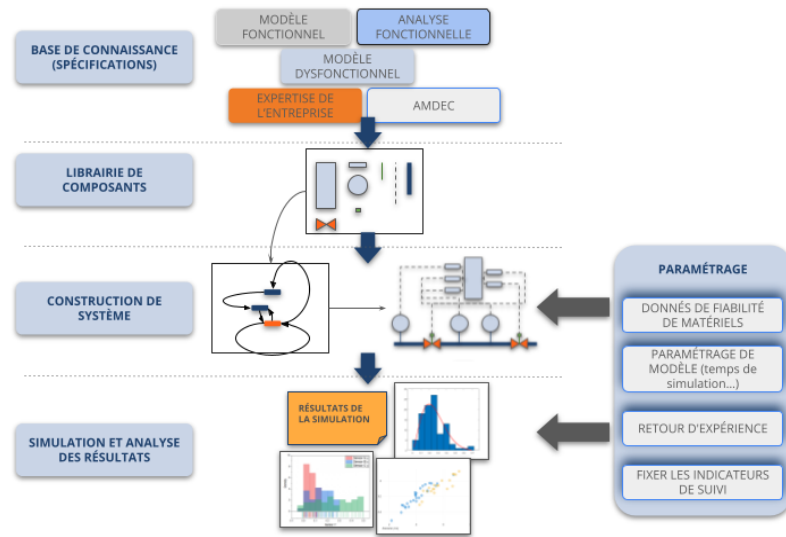 MODÈLE
FONCTIONNEL
ANALYSE
FONCTIONNELLE
BASE DE CONNAISSANCE
(SPÉCIFICATIONS)
MODÈLE
DYSFONCTIONNEL
EXPERTISE DE
L'ENTREPRISE
AMDEC
LIBRAIRIE DE
COMPOSANTS
CONSTRUCTION DE
SYSTÈME
PARAMÉTRAGE
DONNÉS DE FIABILITÉ
DE MATÉRIELS
PARAMÉTRAGE DE
MODÈLE (temps de
simulation...)
RETOUR D'EXPÉRIENCE
FIXER LES INDICATEURS
DE SUIVI
SIMULATION ET ANALYSE
DES RÉSULTATS
RÉSULTATS DE
LA SIMULATION